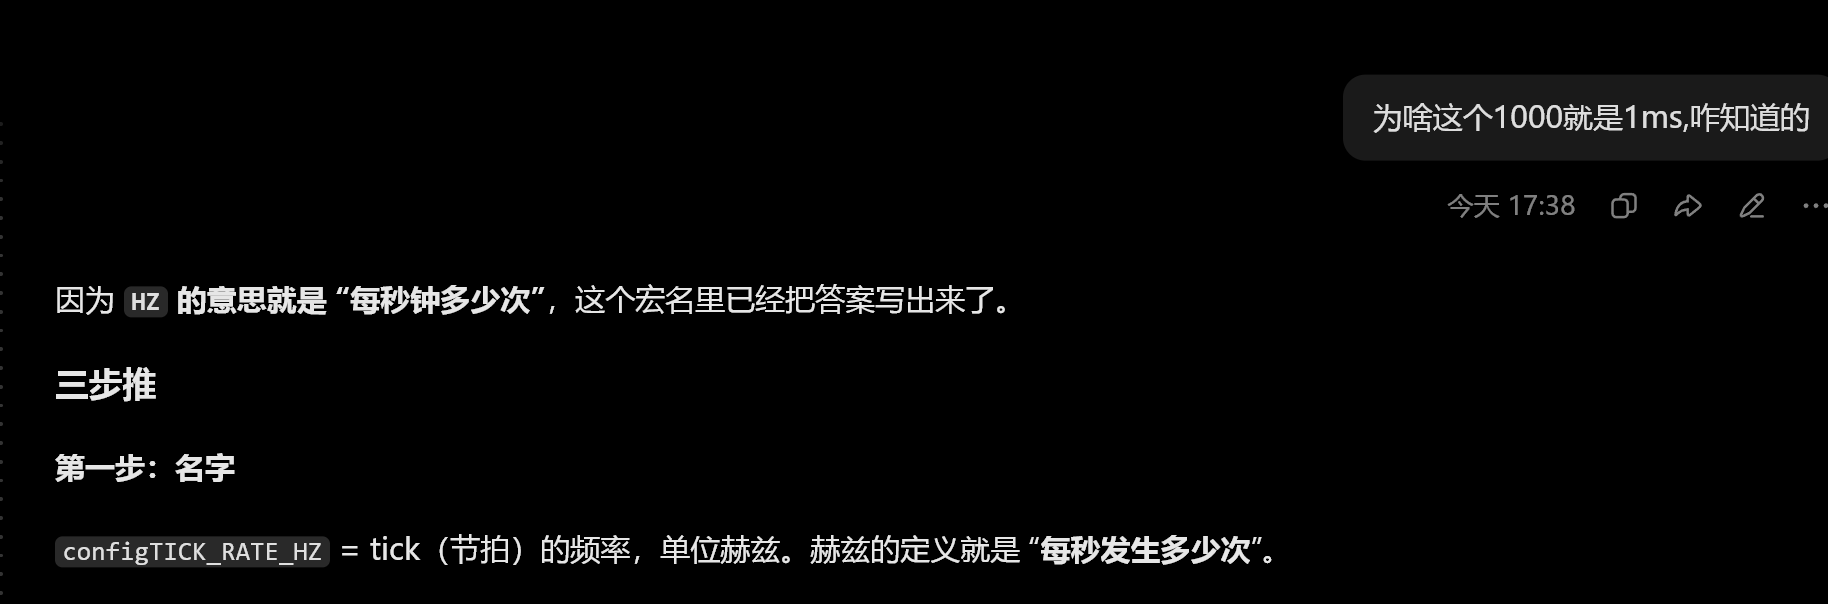 为啥这个1000就是1ms,咋知道的
今天 17:38
因为 HZ 的意思就是 “每秒钟多少次”，这个宏名里已经把答案写出来了。
三步推
第一步：名字
configTICK_RATE_HZ = tick（节拍）的频率，单位赫兹。赫兹的定义就是 “每秒发生多少次”。